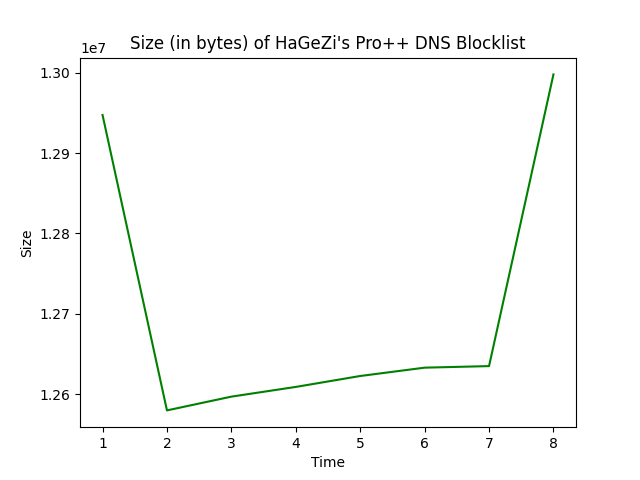 Size (in bytes) of HaGeZi's Pro++ DNS Blocklist
1e7
1.30
1.29
1.28
1.27
1.26
Size
1 2 3 4 5 6 7 8
Time